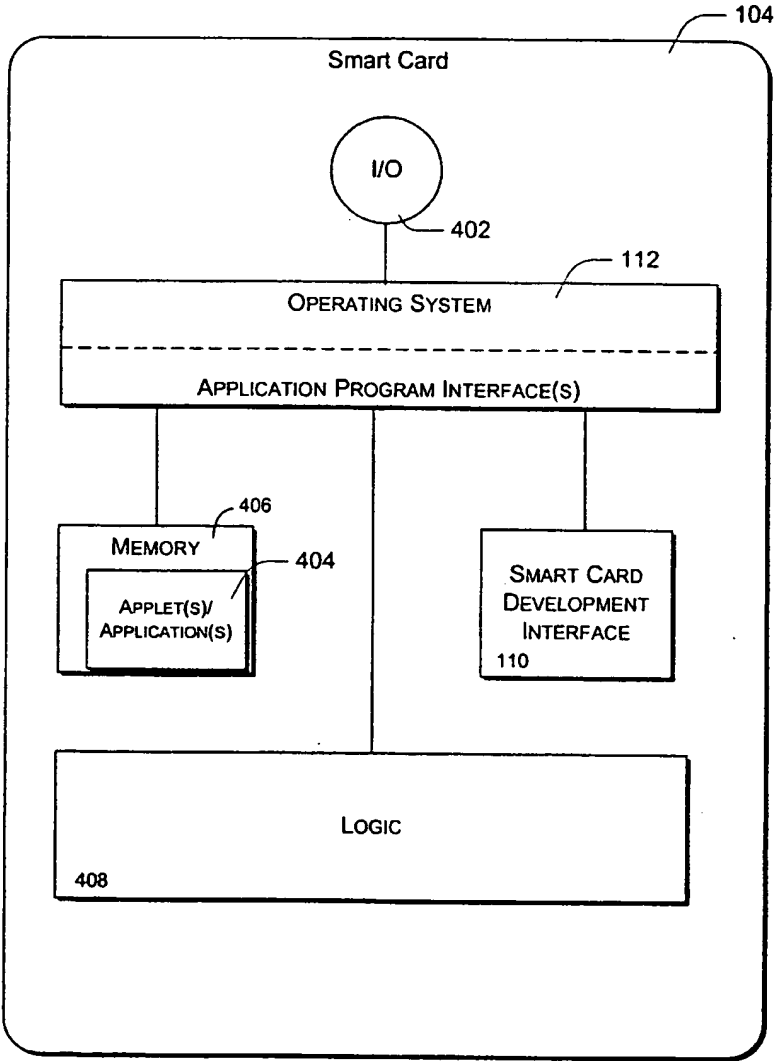 104
Smart Card
I/O
402
112
OPERATING SYSTEM
APPLICATION PROGRAM INTERFACE(S)
406
MEMORY
404
APPLET(S)/
APPLICATION(S)
SMART CARD
DEVELOPMENT
INTERFACE
110
LOGIC
408